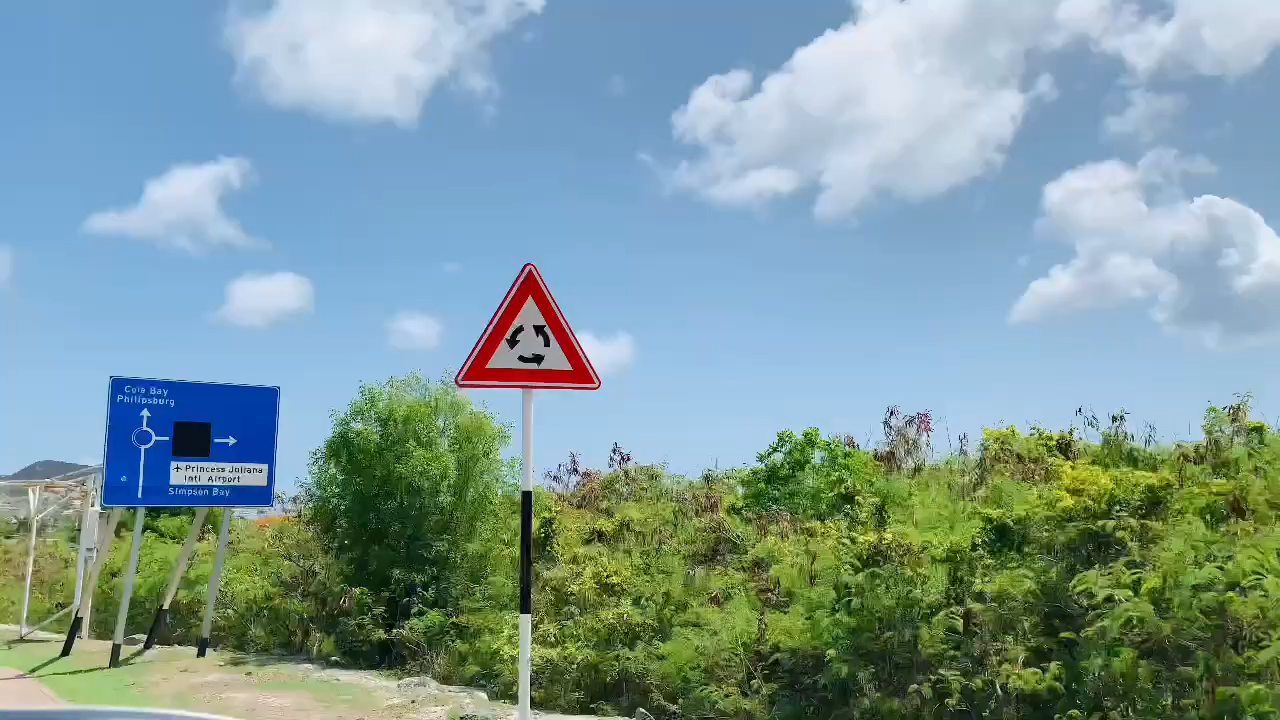 Cole Bay
Philipsburg
Princess Juliana
Intl Airport
Simpson Bay